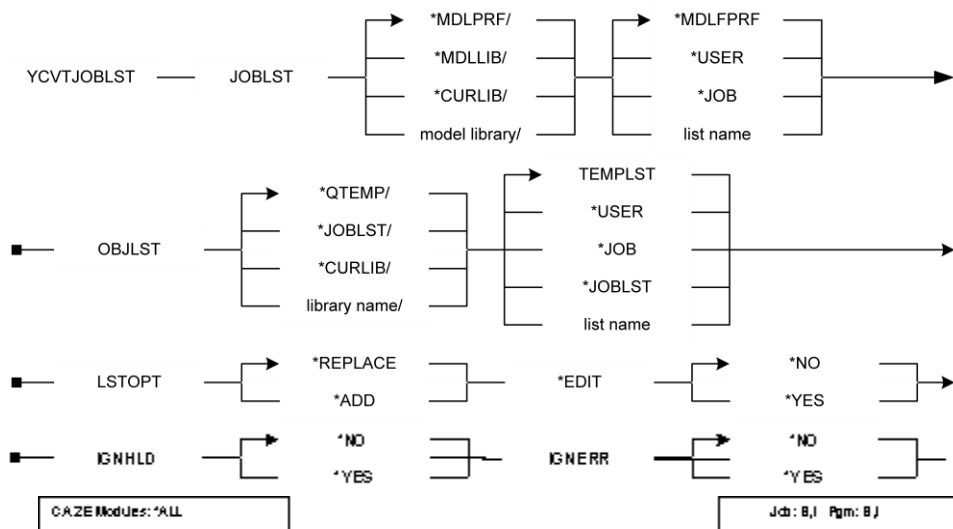 *MDLPRF/ *MDLFPRF
*MDLLIB/ *USER
YCVTJOBLST JOBLST
*CURLIB/ *JOB
model library/ list name
TEMPLST
*QTEMP/
*USER
*JOBLST/
OBJLST *JOB
*CURLIB/
*JOBLST
library name/
list name
*REPLACE *NO
LSTOPT *EDIT
*ADD *YES
*NO *NO
IGNHLD IGNERR
*YES *YES
CAZE Modules: *ALL Job: B,I Pgm: B,I